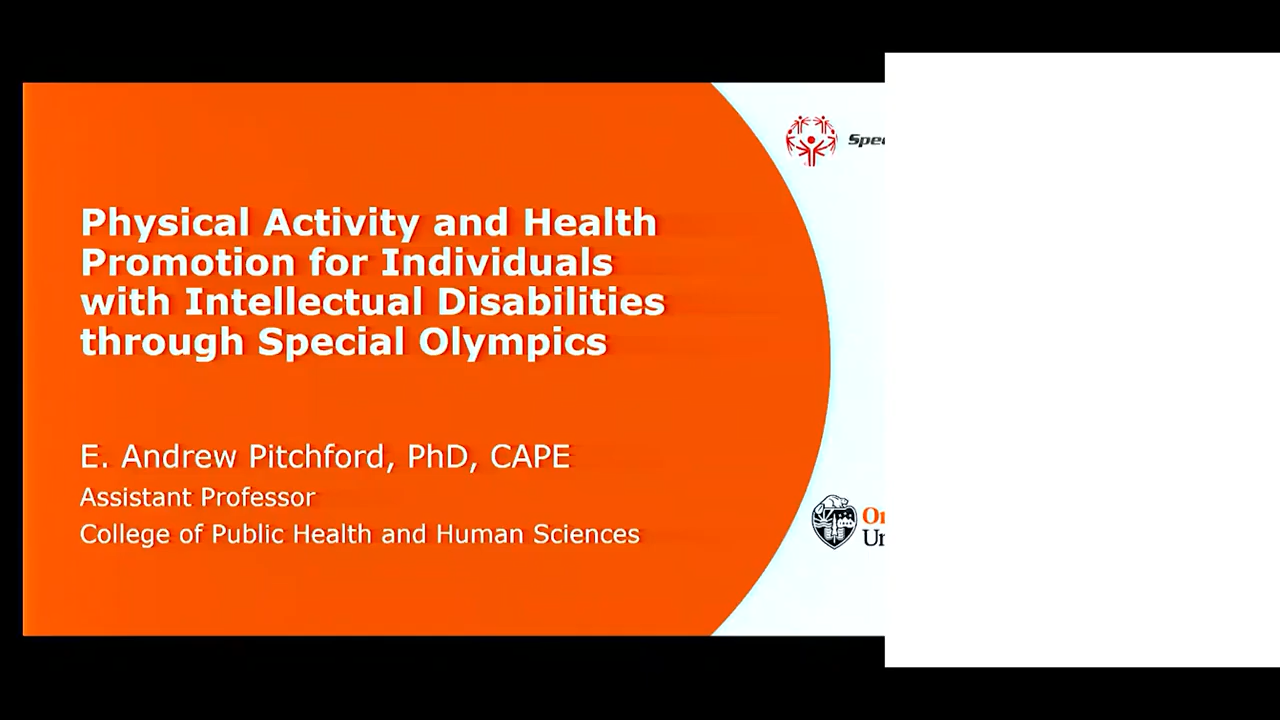 Physical Activity and Health
Promotion for Individuals
with Intellectual Disabilities
through Special Olympics
E. Andrew Pitchford, PhD, CAPE
Assistant Professor
College of Public Health and Human Sciences